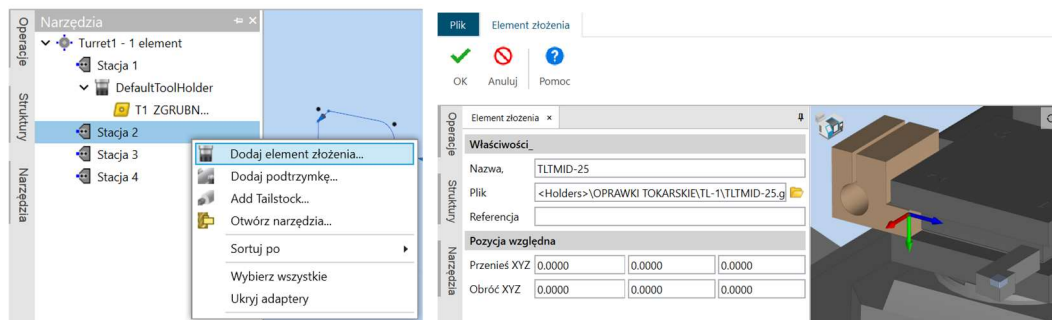 Narzędzia
Operacje
Struktury
Narzędzia
Turret1 - 1 element
Stacja 1
DefaultToolHolder
T1 ZGRUBN...
Stacja 2
Stacja 3
Stacja 4
Dodaj element złożenia...
Dodaj podtrzymkę...
Add Tailstock...
Otwórz narzędzia...
Sortuj po
Wybierz wszystkie
Ukryj adaptery
Plik
Element złożenia
OK
Anuluj
Pomoc
Operacje
Struktury
Narzędzia
Element złożenia ×
Właściwości_
Nazwa, TLTMID-25
Plik <Holders>\OPRAWKI TOKARSKIE\TL-1\TLTMID-25.g
Referencja
Pozycja względna
Przenieś XYZ 0.0000 0.0000 0.0000
Obróć XYZ 0.0000 0.0000 0.0000